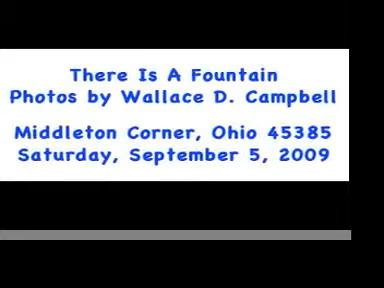 There Is A Fountain
Photos by Wallace D. Campbell
Middleton Corner, Ohio 45385
Saturday, September 5, 2009